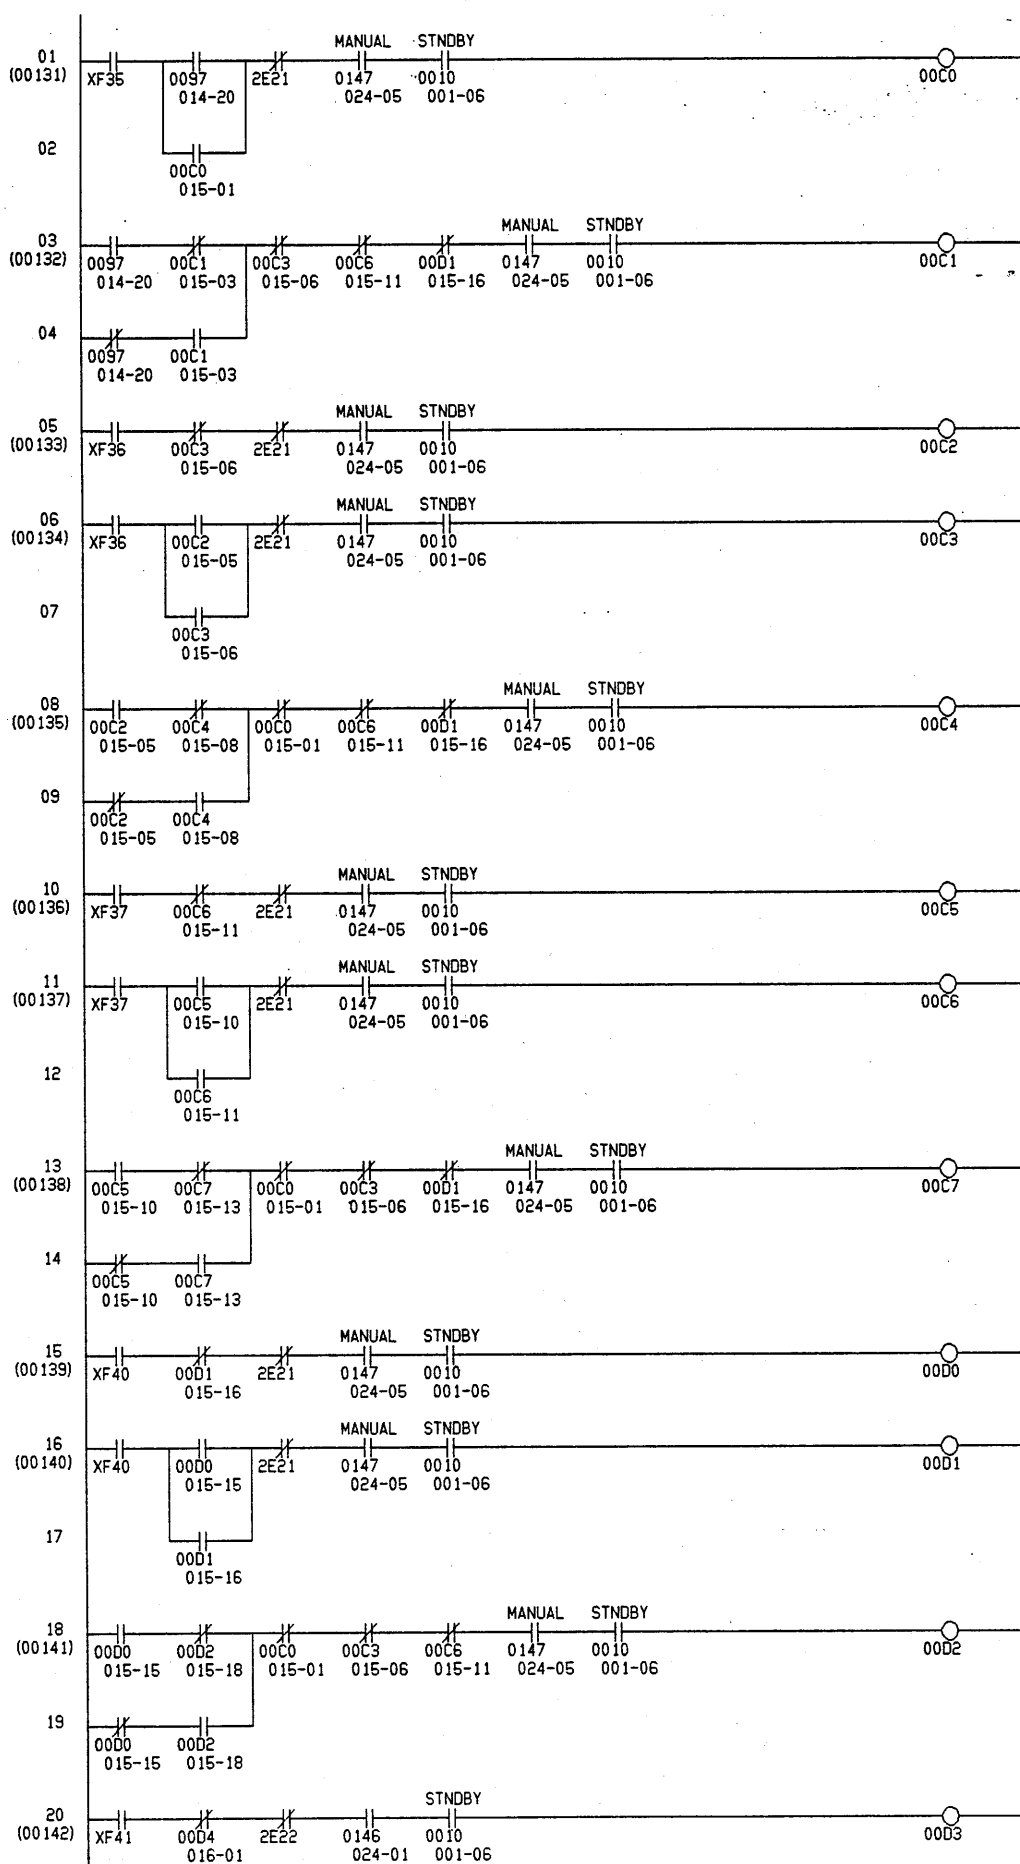 MANUAL STNDBY
01
(00131) XF35 0097 2E21 0147 0010 00C0
014-20 024-05 001-06
02
00C0
015-01
MANUAL STNDBY
03
(00132) 0097 00C1 00C3 00C6 00D1 0147 0010 00C1
014-20 015-03 015-06 015-11 015-16 024-05 001-06
04
0097 00C1
014-20 015-03
MANUAL STNDBY
05
(00133) XF36 00C3 2E21 0147 0010 00C2
015-06 024-05 001-06
MANUAL STNDBY
06
(00134) XF36 00C2 2E21 0147 0010 00C3
015-05 024-05 001-06
07
00C3
015-06
MANUAL STNDBY
08
(00135) 00C2 00C4 00C0 00C6 00D1 0147 0010 00C4
015-05 015-08 015-01 015-11 015-16 024-05 001-06
09
00C2 00C4
015-05 015-08
MANUAL STNDBY
10
(00136) XF37 00C6 2E21 0147 0010 00C5
015-11 024-05 001-06
MANUAL STNDBY
11
(00137) XF37 00C5 2E21 0147 0010 00C6
015-10 024-05 001-06
12
00C6
015-11
MANUAL STNDBY
13
(00138) 00C5 00C7 00C0 00C3 00D1 0147 0010 00C7
015-10 015-13 015-01 015-06 015-16 024-05 001-06
14
00C5 00C7
015-10 015-13
MANUAL STNDBY
15
(00139) XF40 00D1 2E21 0147 0010 00D0
015-16 024-05 001-06
MANUAL STNDBY
16
(00140) XF40 00D0 2E21 0147 0010 00D1
015-15 024-05 001-06
17
00D1
015-16
MANUAL STNDBY
18
(00141) 00D0 00D2 00C0 00C3 00C6 0147 0010 00D2
015-15 015-18 015-01 015-06 015-11 024-05 001-06
19
00D0 00D2
015-15 015-18
STNDBY
20
(00142) XF41 00D4 2E22 0146 0010 00D3
016-01 024-01 001-06